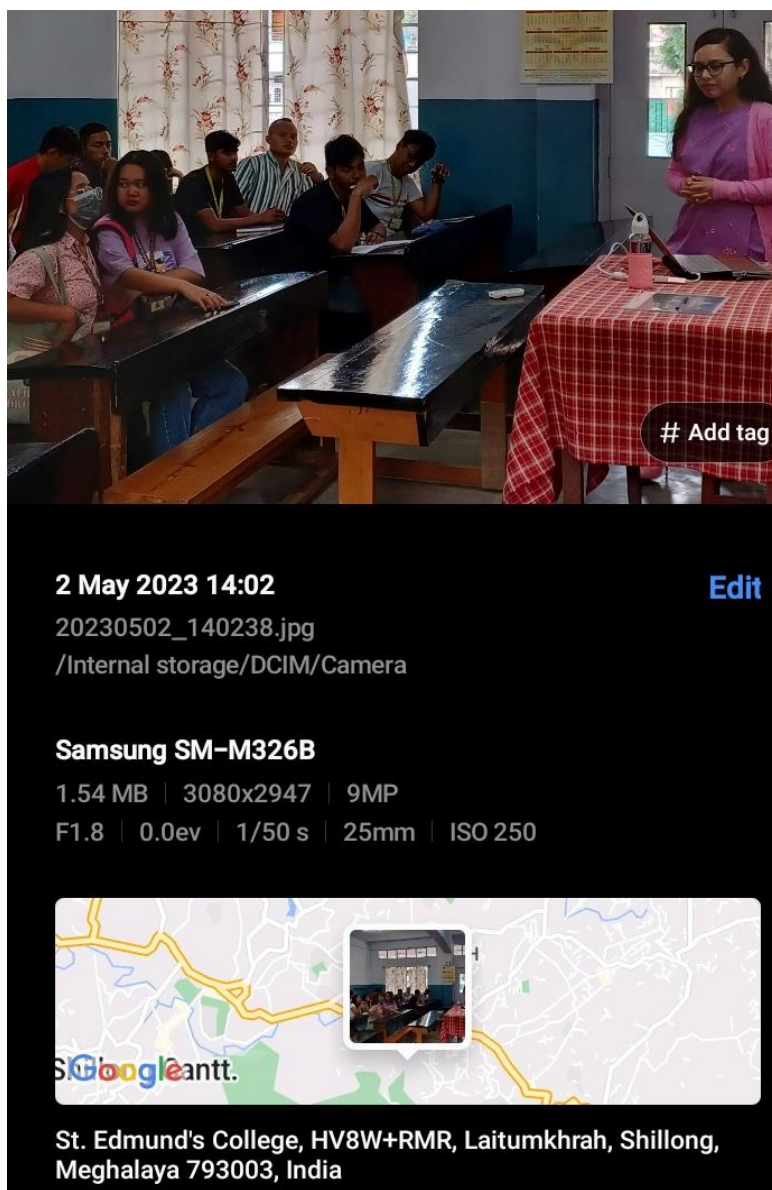 # Add tag
2 May 2023 14:02
Edit
20230502_140238.jpg
/Internal storage/DCIM/Camera
Samsung SM-M326B
1.54 MB | 3080x2947 | 9MP
F1.8 | 0.0ev | 1/50 s | 25mm | ISO 250
Google
antt.
St. Edmund's College, HV8W+RMR, Laitumkhrah, Shillong,
Meghalaya 793003, India